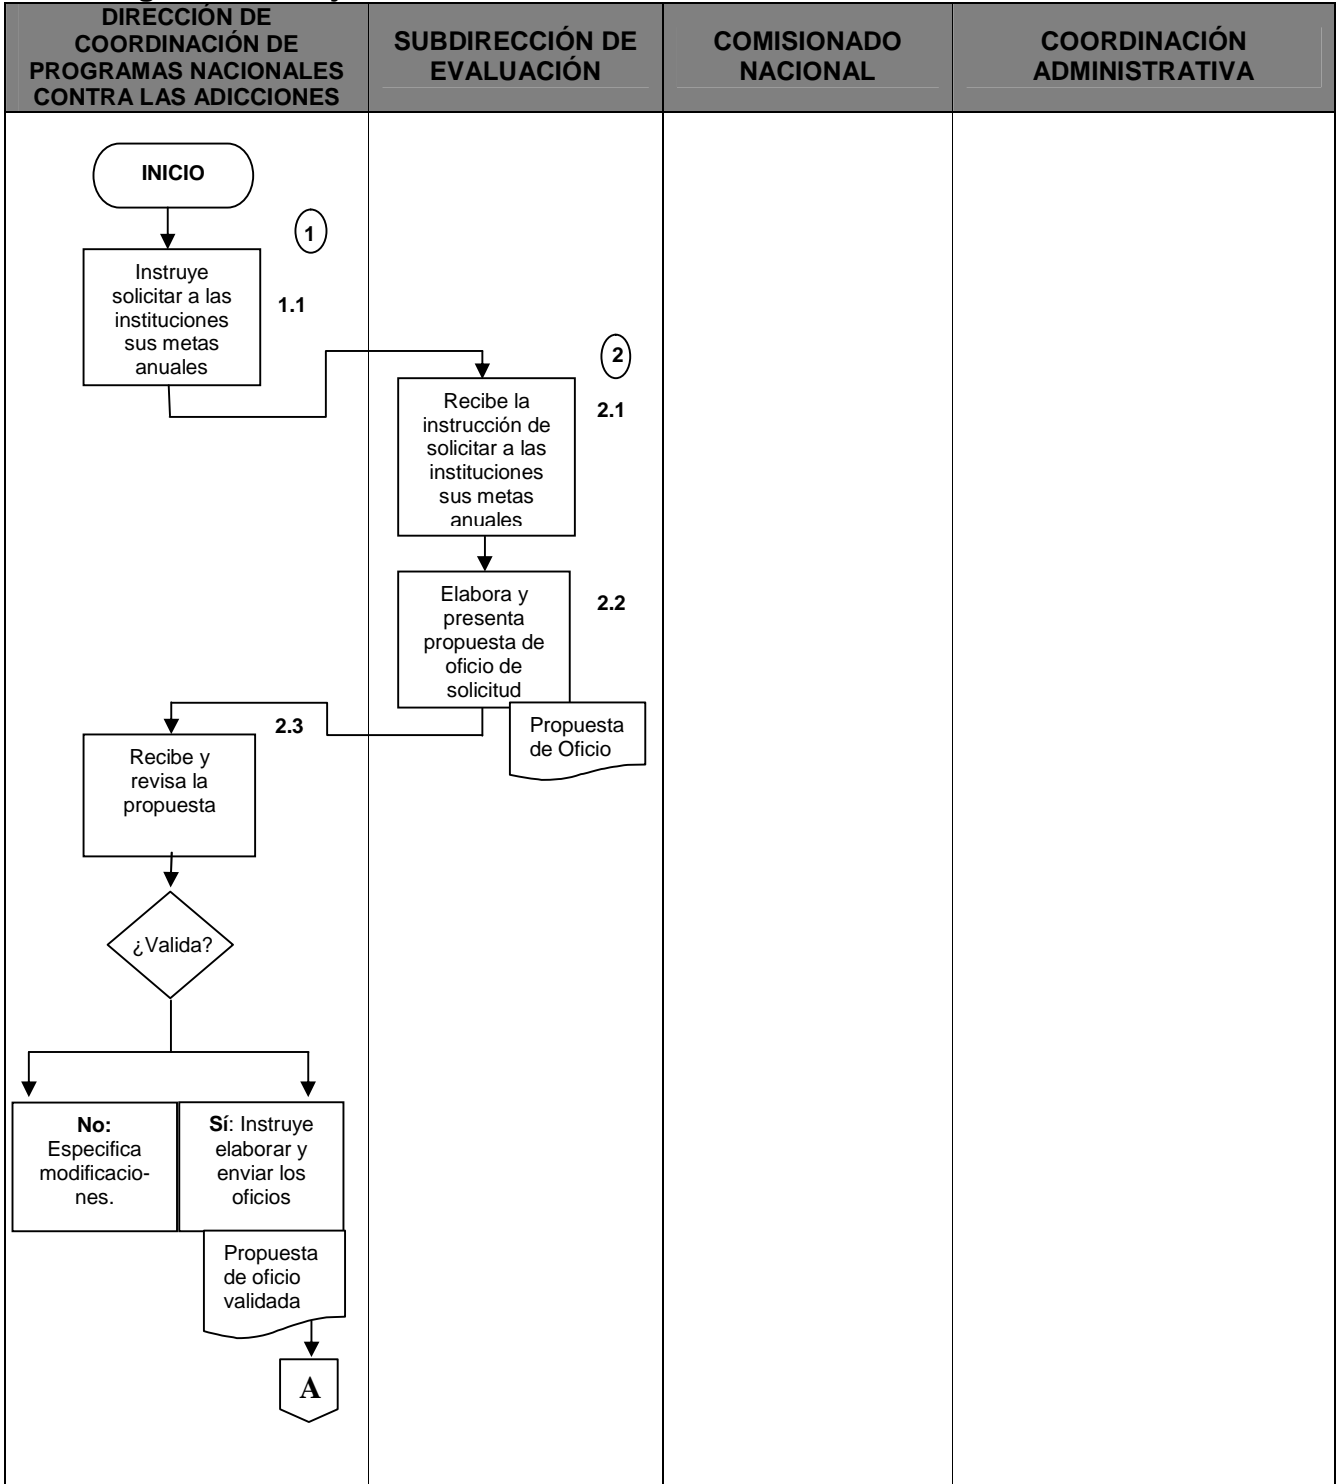 DIRECCIÓN DE
COORDINACIÓN DE
PROGRAMAS NACIONALES
CONTRA LAS ADICCIONES
SUBDIRECCIÓN DE
EVALUACIÓN
COMISIONADO
NACIONAL
COORDINACIÓN
ADMINISTRATIVA
INICIO
1
Instruye
solicitar a las
instituciones
sus metas
anuales
1.1
2
Recibe la
instrucción de
solicitar a las
instituciones
sus metas
anuales
2.1
Elabora y
presenta
propuesta de
oficio de
solicitud
2.2
Propuesta
de Oficio
2.3
Recibe y
revisa la
propuesta
¿Valida?
No:
Especifica
modificacio-
nes.
Sí: Instruye
elaborar y
enviar los
oficios
Propuesta
de oficio
validada
A